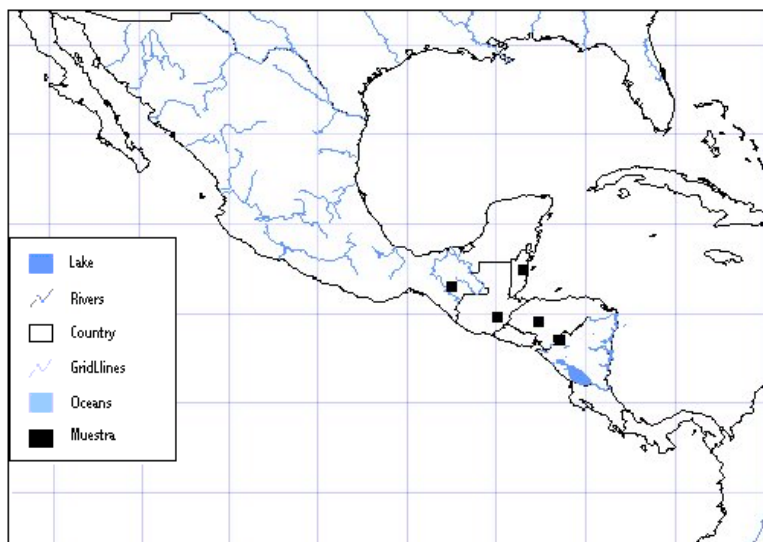 Lake
Rivers
Country
GridLlines
Oceans
Muestra